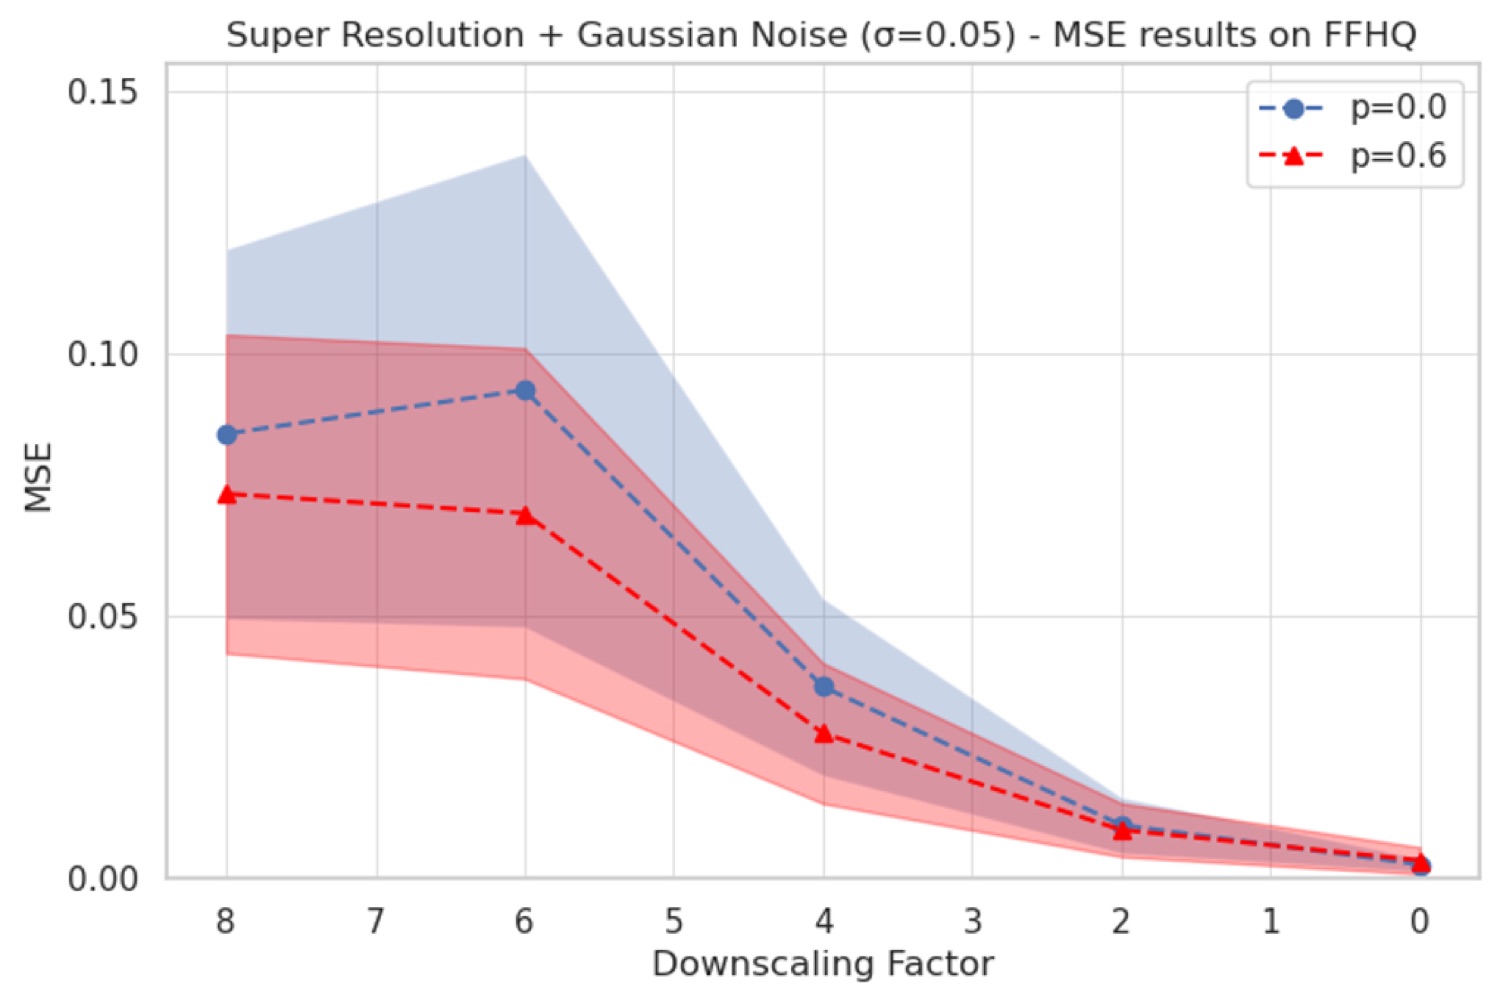 Super Resolution + Gaussian Noise (σ=0.05) - MSE results on FFHQ
0.15
p=0.0
p=0.6
0.10
MSE
0.05
0.00
8 7 6 5 4 3 2 1 0
Downscaling Factor